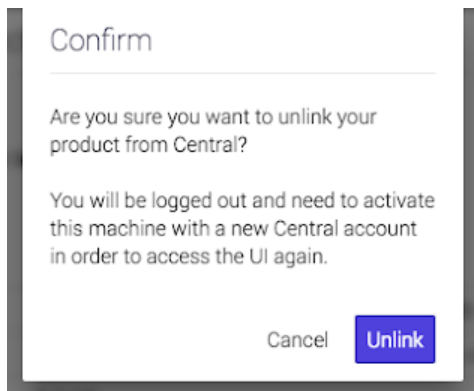 Confirm
Are you sure you want to unlink your
product from Central?
You will be logged out and need to activate
this machine with a new Central account
in order to access the UI again.
Cancel
Unlink